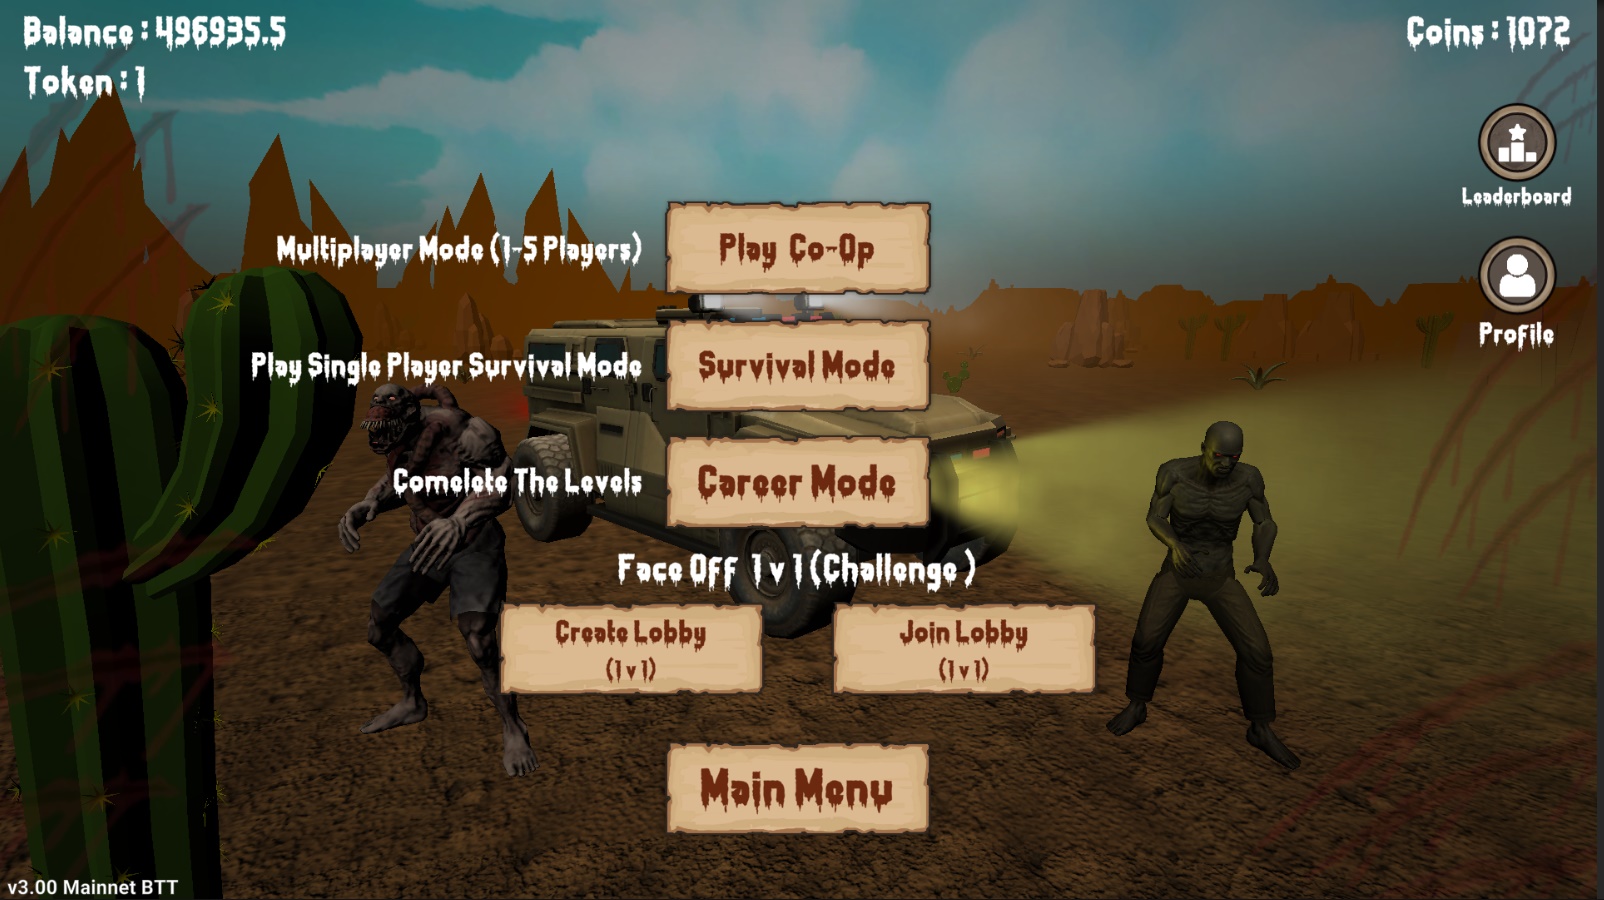 Balance : 496935.5
Token : 1
Coins : 1072
Leaderboard
Profile
Multiplayer Mode (1-5 Players)
Play Co-Op
Play Single Player Survival Mode
Survival Mode
Comelete The Levels
Career Mode
Face Off 1 v 1 (Challenge )
Create Lobby
(1 v 1)
Join Lobby
(1 v 1)
Main Menu
v3.00 Mainnet BTT